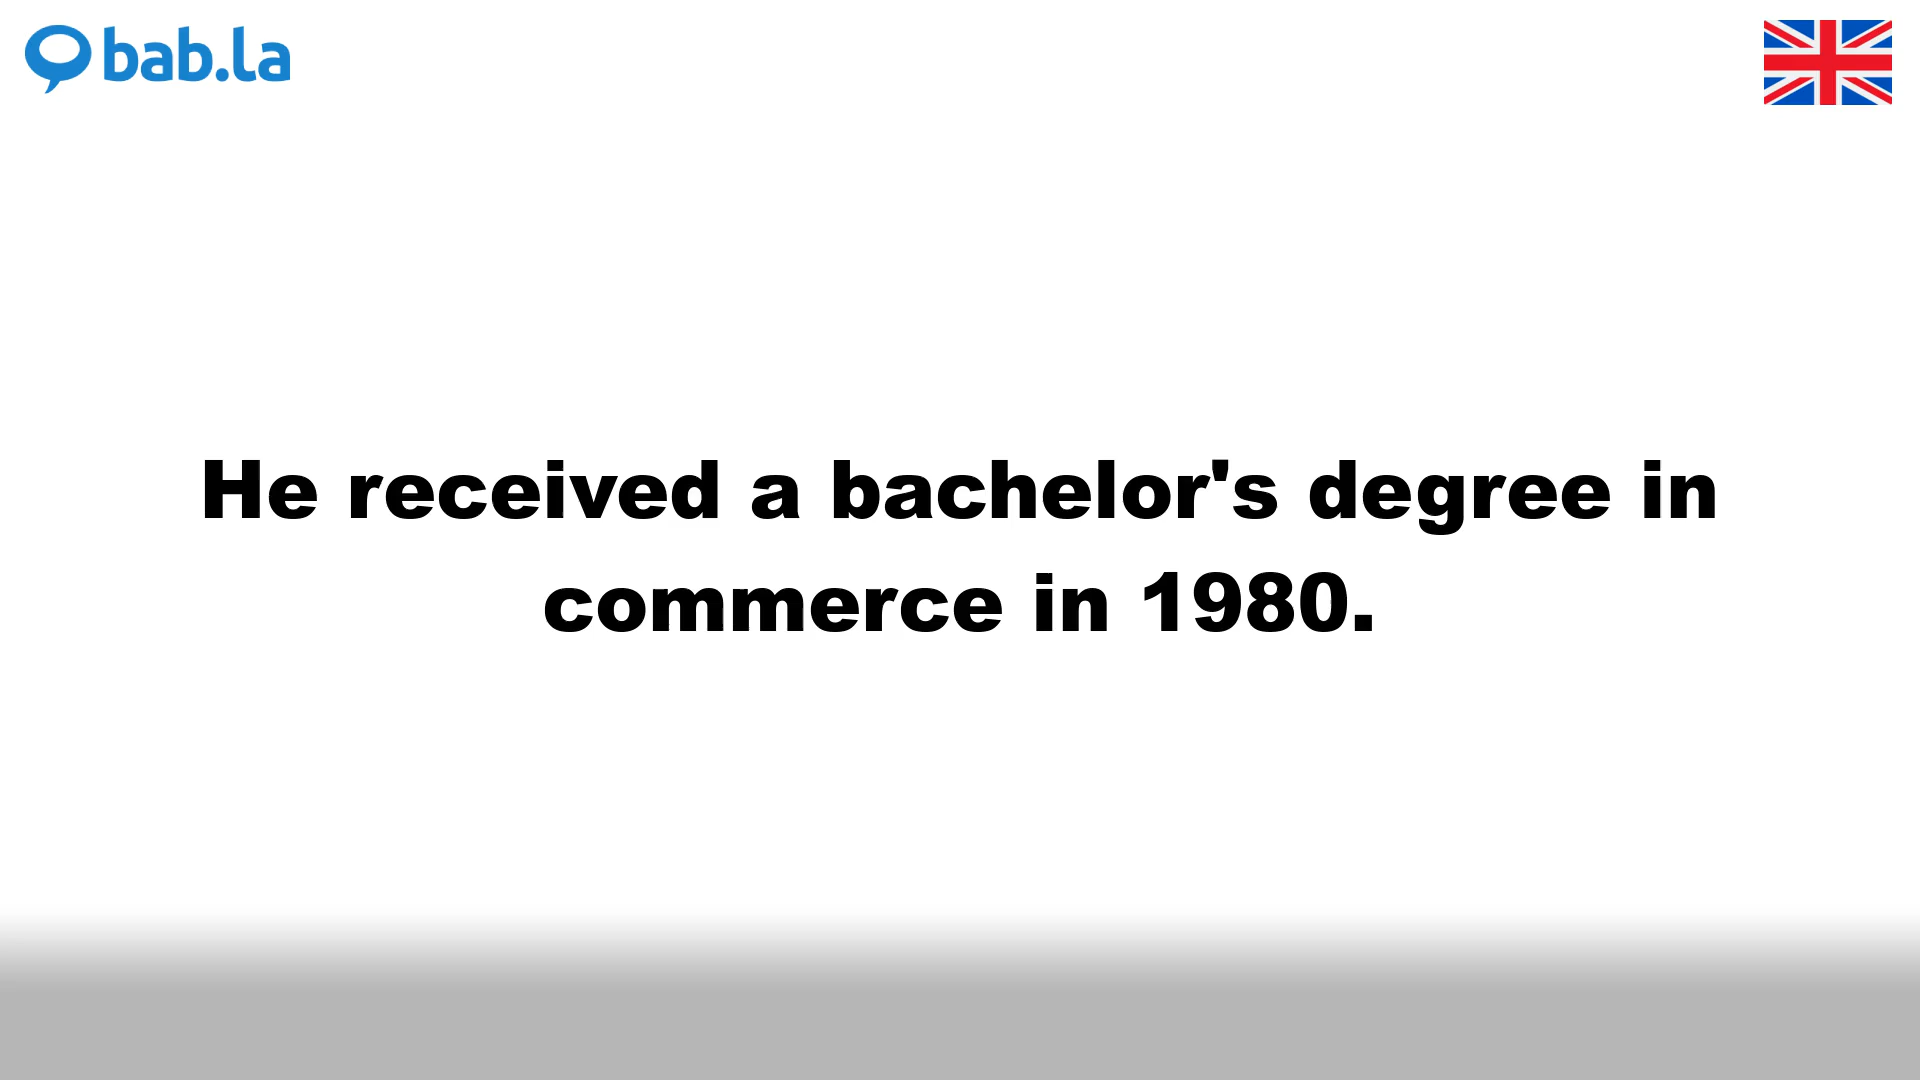 bab.la
He received a bachelor's degree in
commerce in 1980.